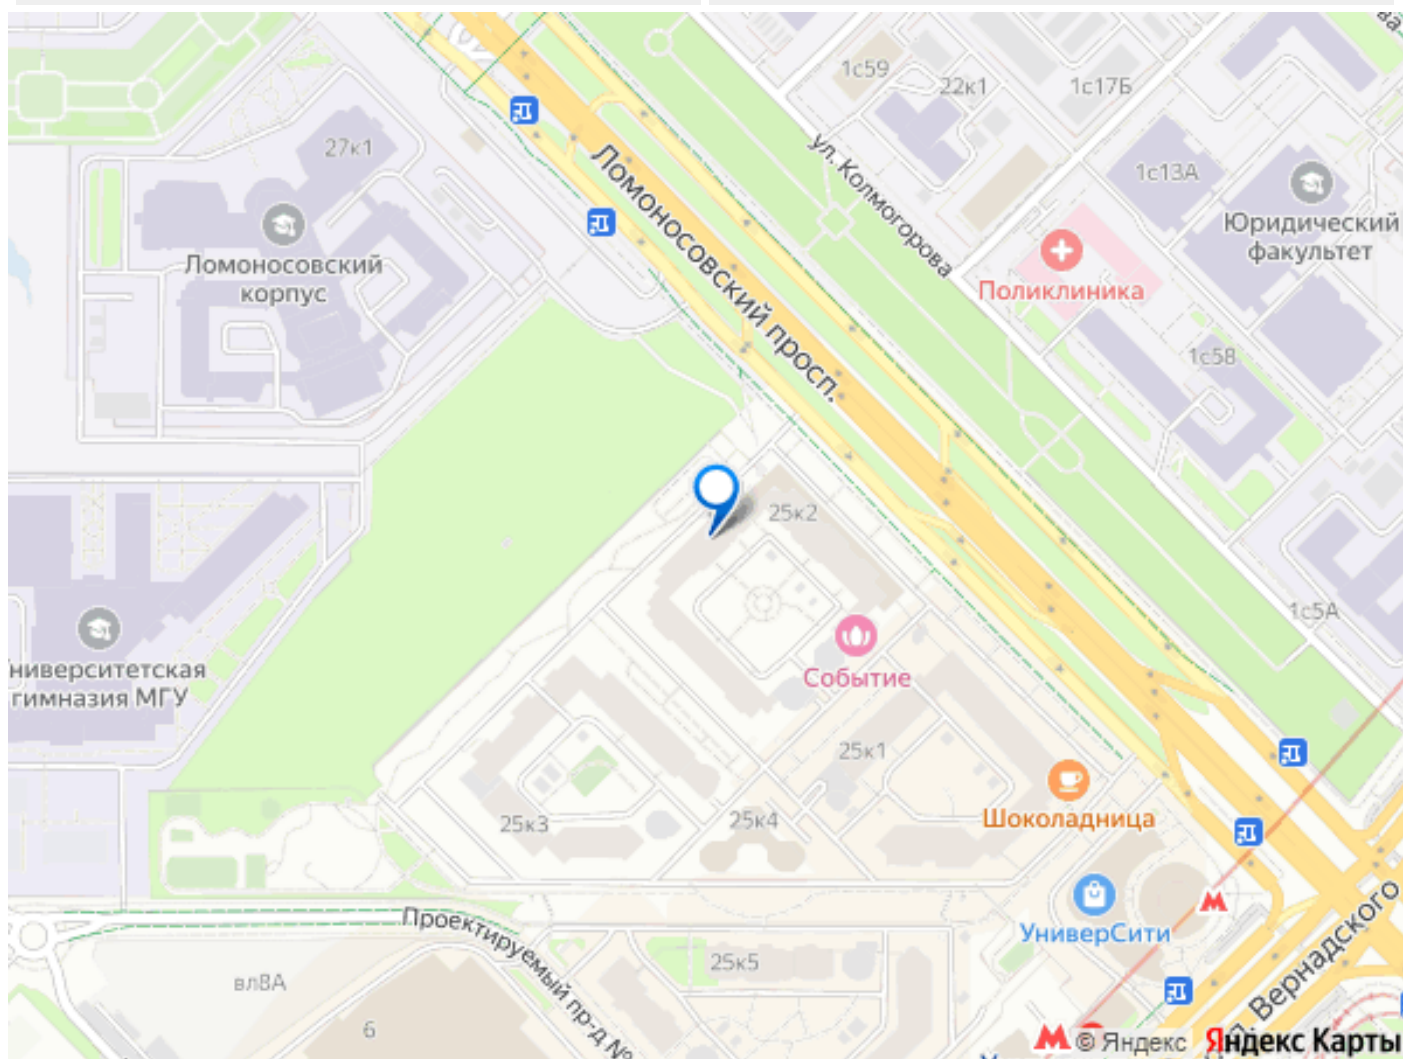 1с59
22к1
1с17Б
27к1
ул. Колмогорова
1с13А
Юридический
факультет
Ломоносовский просп.
Ломоносовский
корпус
Поликлиника
1с58
25к2
1с5А
Событие
ниверситетская
гимназия МГУ
25к1
Шоколадница
25к3
25к4
УниверСити
Проектируемый пр-д №
25к5
Вернадского
вл8А
6
© Яндекс
Яндекс Карты